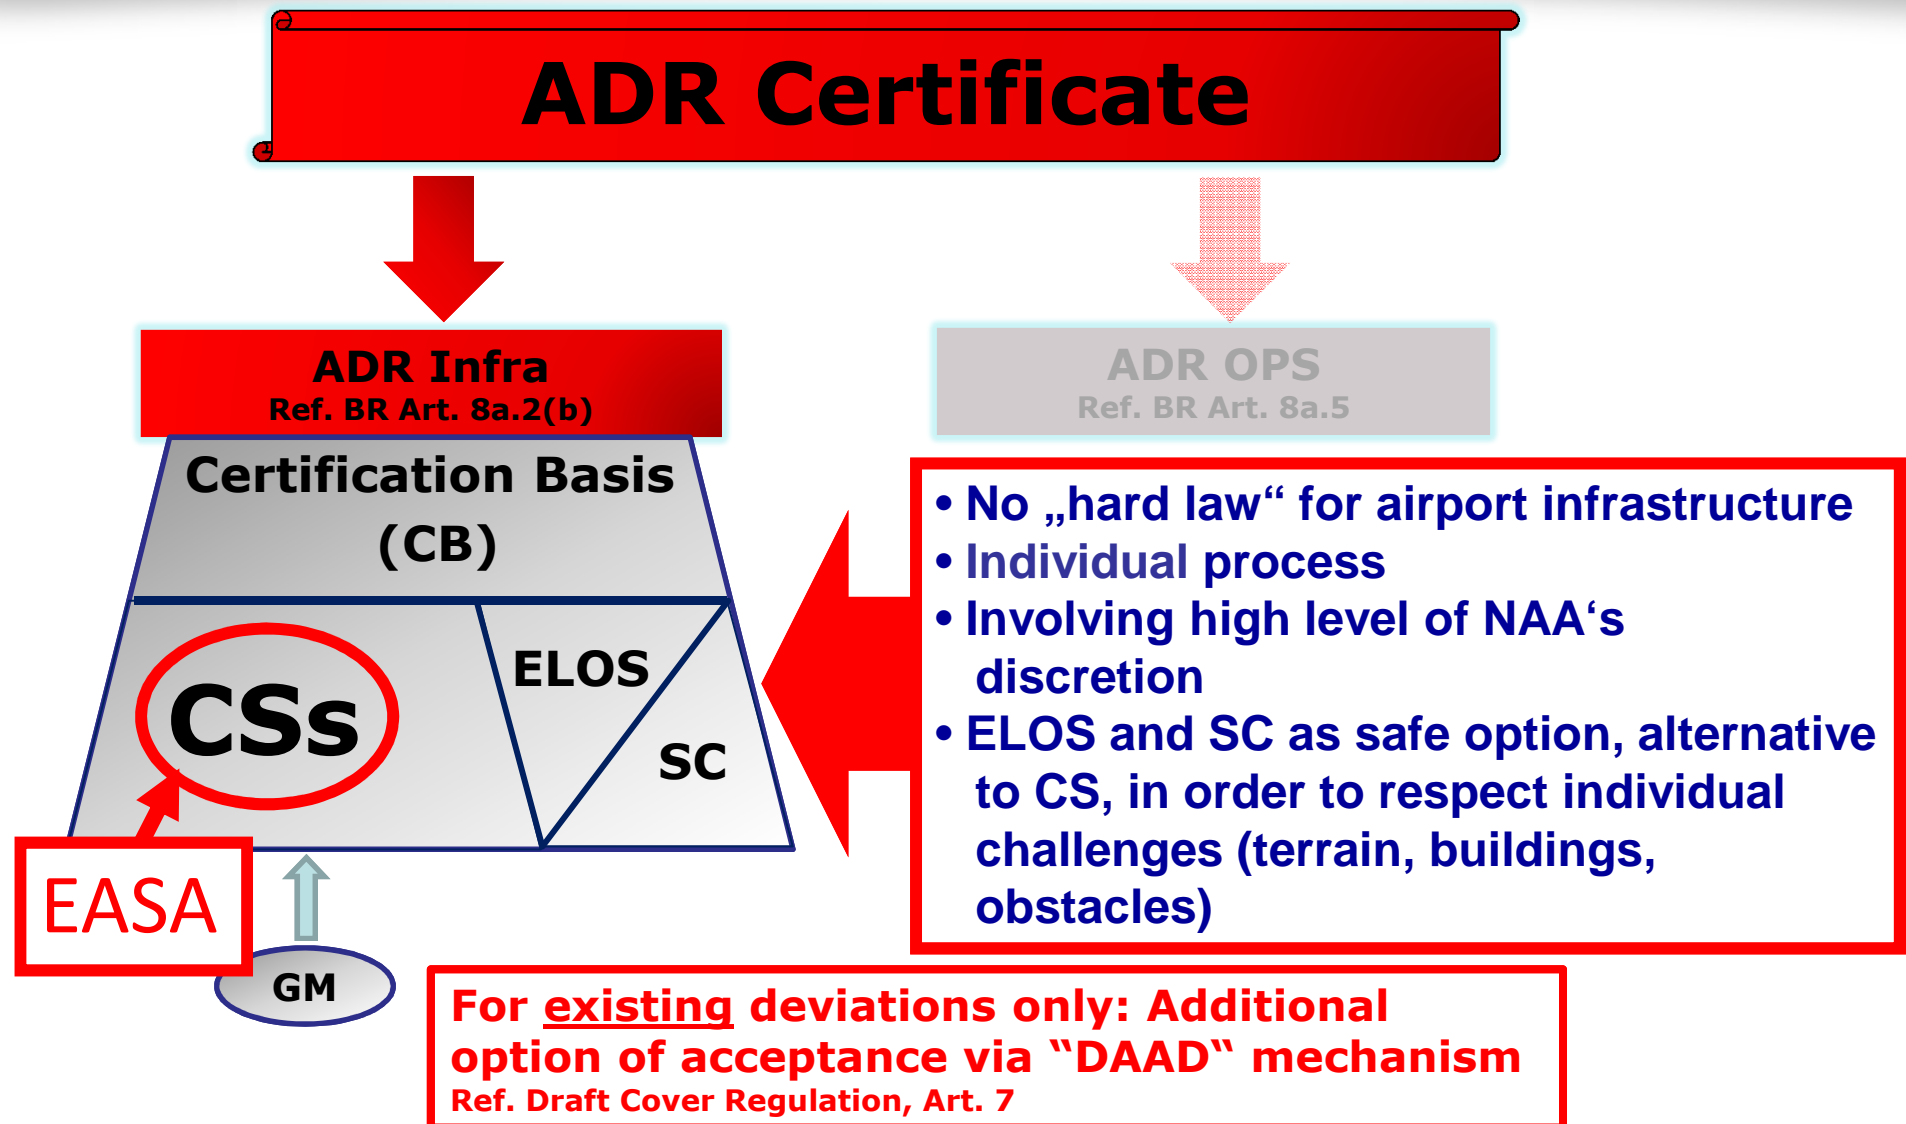 ADR Certificate
ADR Infra
Ref. BR Art. 8a.2(b)
ADR OPS
Ref. BR Art. 8a.5
Certification Basis
(CB)
CSs
ELOS
SC
EASA
GM
• No „hard law“ for airport infrastructure
• Individual process
• Involving high level of NAA‘s
discretion
• ELOS and SC as safe option, alternative
to CS, in order to respect individual
challenges (terrain, buildings,
obstacles)
For existing deviations only: Additional
option of acceptance via “DAAD“ mechanism
Ref. Draft Cover Regulation, Art. 7